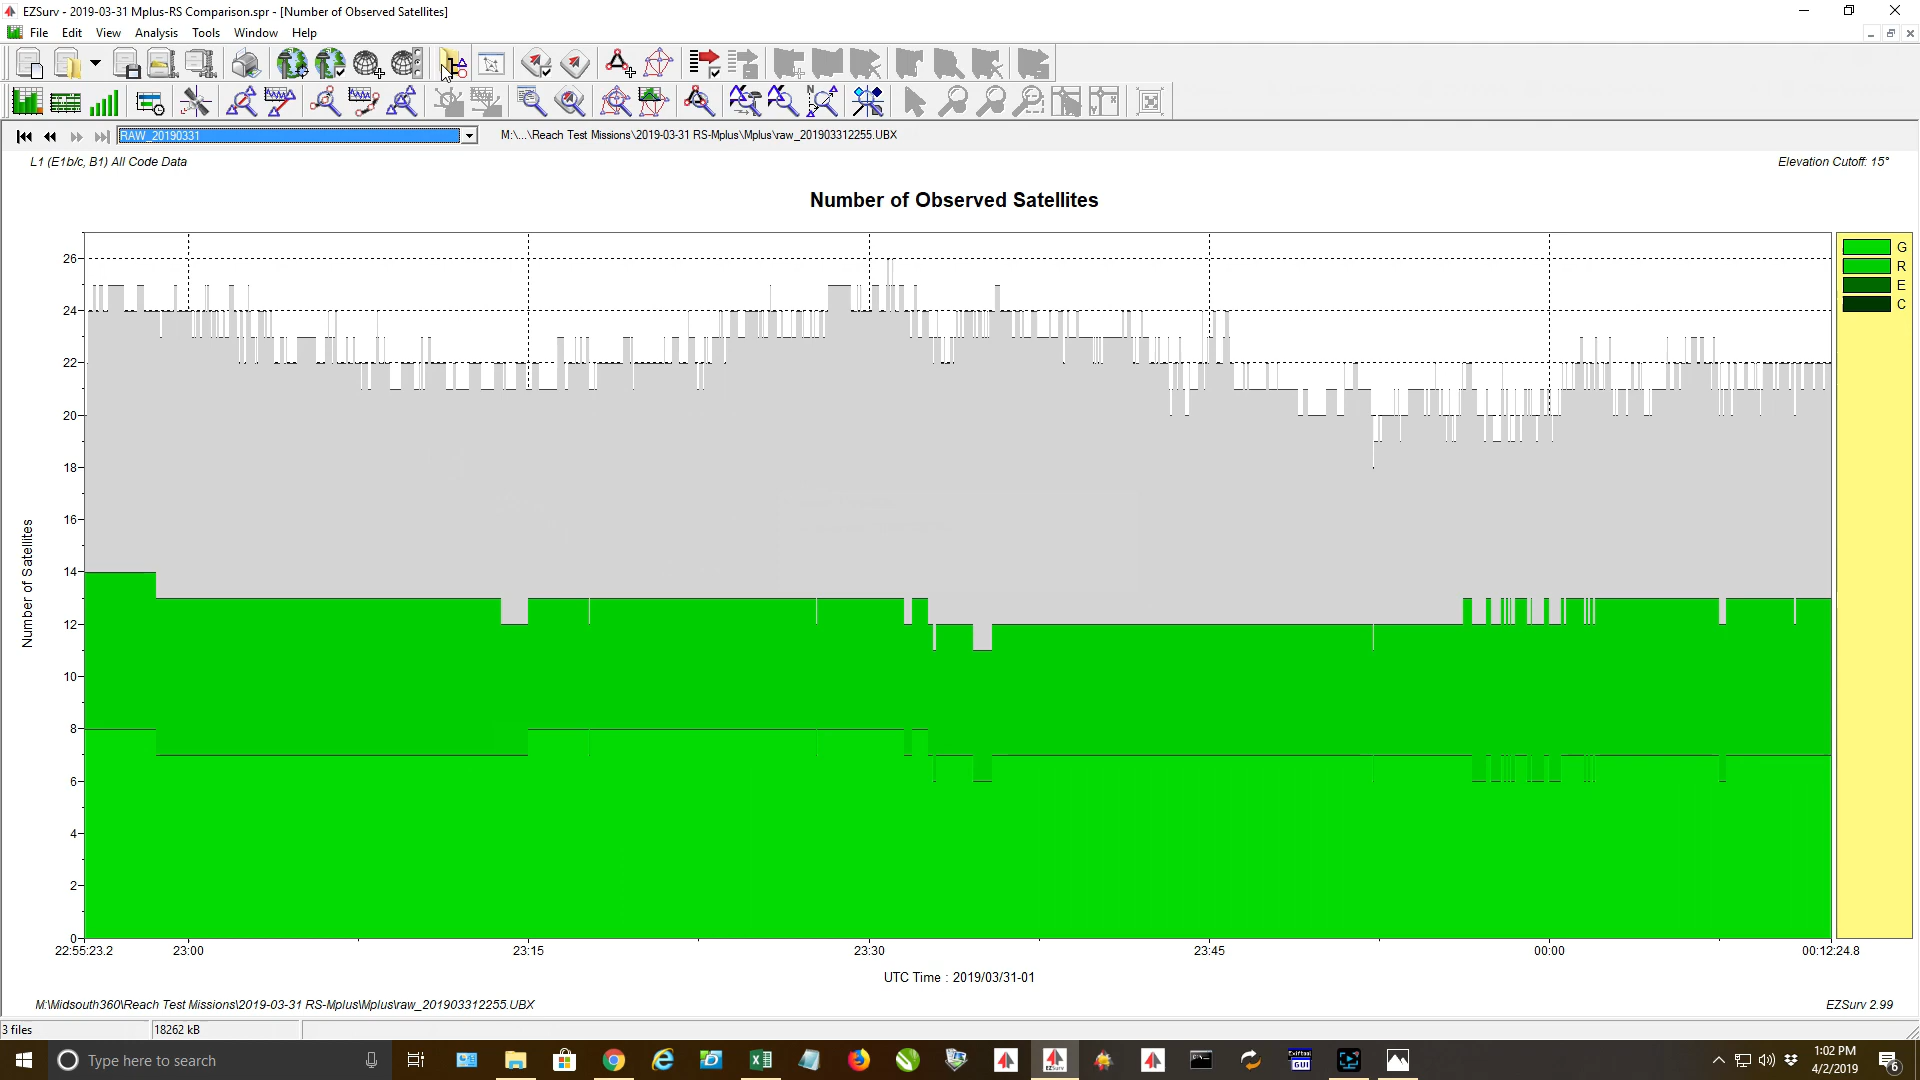 EZSurv - 2019-03-31 Mplus-RS Comparison.spr - [Number of Observed Satellites]
File Edit View Analysis Tools Window Help
RAW_20190331
M:\...\Reach Test Missions\2019-03-31 RS-Mplus\Mplus\raw_201903312255.UBX
L1 (E1b/c, B1) All Code Data
Elevation Cutoff: 15°
Number of Observed Satellites
26
24
22
20
18
16
14
12
10
8
6
4
2
0
Number of Satellites
G
R
E
C
22:55:23.2 23:00 23:15 23:30 23:45 00:00 00:12:24.8
UTC Time : 2019/03/31-01
M:\Midsouth360\Reach Test Missions\2019-03-31 RS-Mplus\Mplus\raw_201903312255.UBX
EZSurv 2.99
3 files
18262 kB
Type here to search
EZSurv
GUI
1:02 PM
4/2/2019
6